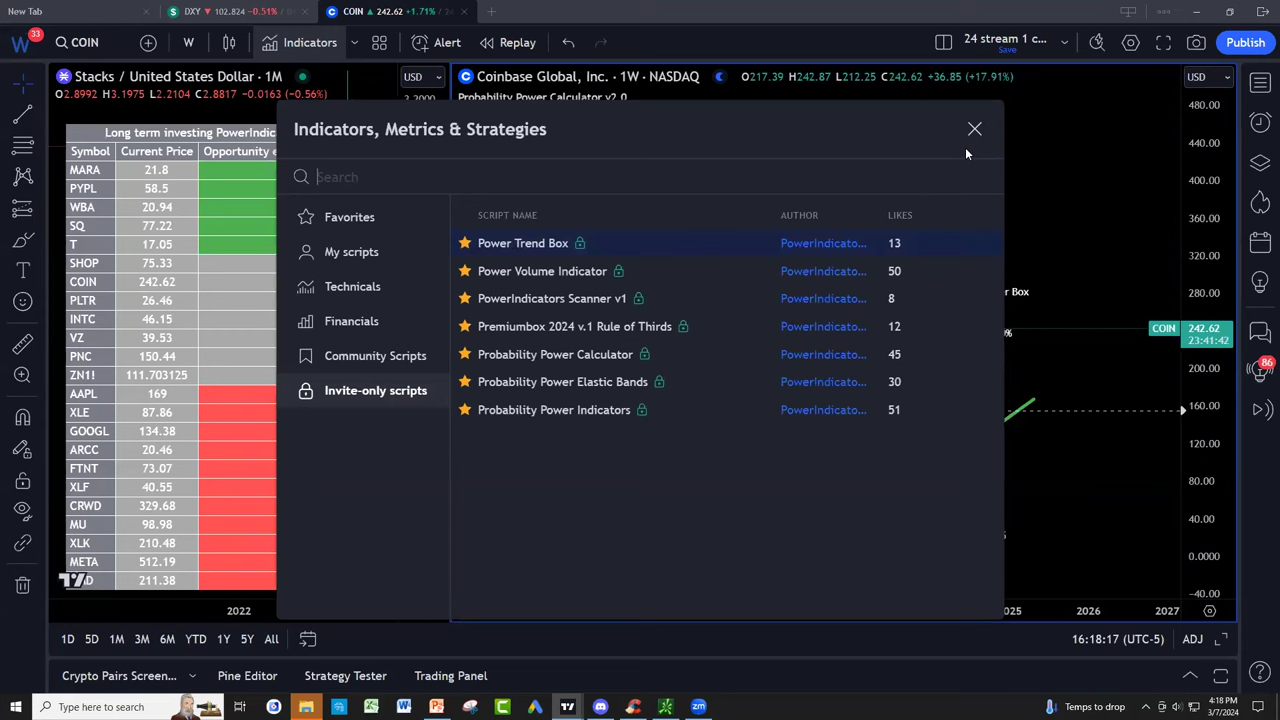 New Tab
DXY ▼ 102.824 −0.51%
COIN ▲ 242.62 +1.71%
33
COIN
W
Indicators
Alert
Replay
24 stream 1 c...
Save
Publish
Stacks / United States Dollar · 1M
USD
O2.8992 H3.1975 L2.2104 C2.8817 −0.0163 (−0.56%)
Coinbase Global, Inc. · 1W · NASDAQ
O217.39 H242.87 L212.25 C242.62 +36.85 (+17.91%)
USD
Probability Power Calculator v2.0
Long term investing PowerIndic
Symbol Current Price Opportunity
MARA 21.8
PYPL 58.5
WBA 20.94
SQ 77.22
T 17.05
SHOP 75.33
COIN 242.62
PLTR 26.46
INTC 46.15
VZ 39.53
PNC 150.44
ZN1! 111.703125
AAPL 169
XLE 87.86
GOOGL 134.38
ARCC 20.46
FTNT 73.07
XLF 40.55
CRWD 329.68
MU 98.98
XLK 210.48
META 512.19
211.38
2022
Indicators, Metrics & Strategies
Search
Favorites
My scripts
Technicals
Financials
Community Scripts
Invite-only scripts
SCRIPT NAME AUTHOR LIKES
Power Trend Box PowerIndicato... 13
Power Volume Indicator PowerIndicato... 50
PowerIndicators Scanner v1 PowerIndicato... 8
Premiumbox 2024 v.1 Rule of Thirds PowerIndicato... 12
Probability Power Calculator PowerIndicato... 45
Probability Power Elastic Bands PowerIndicato... 30
Probability Power Indicators PowerIndicato... 51
Box
480.00
440.00
400.00
360.00
320.00
280.00
COIN 242.62
23:41:42
200.00
160.00
120.00
80.00
40.00
0.0000
−40.00
2026 2027
86
1D 5D 1M 3M 6M YTD 1Y 5Y All
16:18:17 (UTC-5) ADJ
Crypto Pairs Screen... Pine Editor Strategy Tester Trading Panel
Type here to search
Temps to drop
4:18 PM
3/7/2024